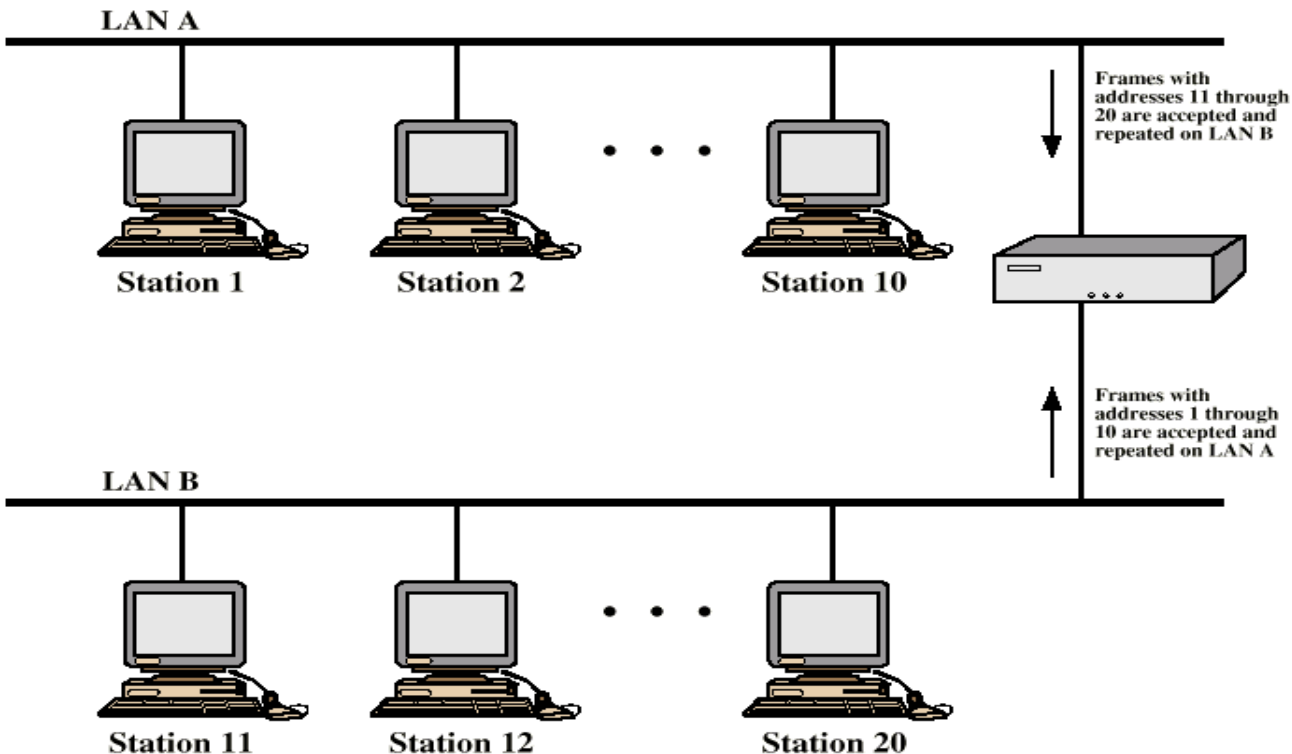 LAN A
Frames with
addresses 11 through
20 are accepted and
repeated on LAN B
Station 1
Station 2
Station 10
Frames with
addresses 1 through
10 are accepted and
repeated on LAN A
LAN B
Station 11
Station 12
Station 20